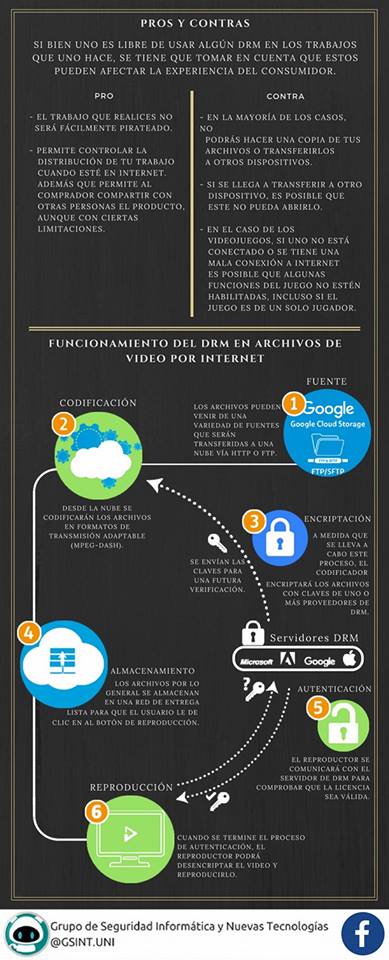 PROS Y CONTRAS
SI BIEN UNO ES LIBRE DE USAR ALGÚN DRM EN LOS TRABAJOS
QUE UNO HACE, SE TIENE QUE TOMAR EN CUENTA QUE ESTOS
PUEDEN AFECTAR LA EXPERIENCIA DEL CONSUMIDOR.
PRO
- EL TRABAJO QUE REALICES NO
SERÁ FÁCILMENTE PIRATEADO.
- PERMITE CONTROLAR LA
DISTRIBUCIÓN DE TU TRABAJO
CUANDO ESTÉ EN INTERNET.
ADEMÁS QUE PERMITE AL
COMPRADOR COMPARTIR CON
OTRAS PERSONAS EL PRODUCTO,
AUNQUE CON CIERTAS
LIMITACIONES.
CONTRA
- EN LA MAYORÍA DE LOS CASOS,
NO
PODRÁS HACER UNA COPIA DE TUS
ARCHIVOS O TRANSFERIRLOS
A OTROS DISPOSITIVOS.
- SI SE LLEGA A TRANSFERIR A OTRO
DISPOSITIVO, ES POSIBLE QUE
ESTE NO PUEDA ABRIRLO.
- EN EL CASO DE LOS
VIDEOJUEGOS, SI UNO NO ESTÁ
CONECTADO O SE TIENE UNA
MALA CONEXIÓN A INTERNET
ES POSIBLE QUE ALGUNAS
FUNCIONES DEL JUEGO NO ESTÉN
HABILITADAS, INCLUSO SI EL
JUEGO ES DE UN SOLO JUGADOR.
FUNCIONAMIENTO DEL DRM EN ARCHIVOS DE
VIDEO POR INTERNET
FUENTE
1
Google
Google Cloud Storage
FTP & SFTP
FTP/SFTP
LOS ARCHIVOS PUEDEN
VENIR DE UNA
VARIEDAD DE FUENTES
QUE SERÁN
TRANSFERIDAS A UNA
NUBE VÍA HTTP O FTP.
CODIFICACIÓN
2
DESDE LA NUBE SE
CODIFICARÁN LOS ARCHIVOS
EN FORMATOS DE
TRANSMISIÓN ADAPTABLE
(MPEG-DASH).
3
ENCRIPTACIÓN
A MEDIDA QUE
SE LLEVA A
CABO ESTE
PROCESO, EL
CODIFICADOR
ENCRIPTARÁ LOS ARCHIVOS
CON CLAVES DE UNO O
MÁS PROVEEDORES DE
DRM.
SE ENVÍAN LAS
CLAVES PARA
UNA FUTURA
VERIFICACIÓN.
Servidores DRM
Microsoft
Google
4
ALMACENAMIENTO
LOS ARCHIVOS POR LO
GENERAL SE ALMACENAN
EN UNA RED DE ENTREGA
LISTA PARA QUE EL USUARIO LE DE
CLIC EN AL BOTÓN DE REPRODUCCIÓN.
?
AUTENTICACIÓN
5
EL REPRODUCTOR SE
COMUNICARÁ CON EL
SERVIDOR DE DRM PARA
COMPROBAR QUE LA LICENCIA
SEA VÁLIDA.
REPRODUCCIÓN
6
CUANDO SE TERMINE EL PROCESO
DE AUTENTICACIÓN, EL
REPRODUCTOR PODRÁ
DESENCRIPTAR EL VIDEO Y
REPRODUCIRLO.
Grupo de Seguridad Informática y Nuevas Tecnologías
@GSINT.UNI
f